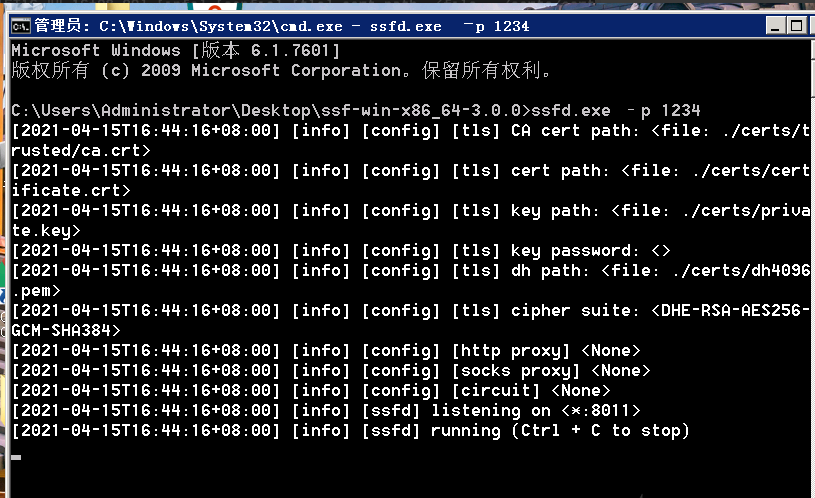 管理员: C:\Windows\System32\cmd.exe - ssfd.exe  –p 1234
Microsoft Windows [版本 6.1.7601]
版权所有 (c) 2009 Microsoft Corporation。保留所有权利。
C:\Users\Administrator\Desktop\ssf-win-x86_64-3.0.0>ssfd.exe –p 1234
[2021-04-15T16:44:16+08:00] [info] [config] [tls] CA cert path: <file: ./certs/t
rusted/ca.crt>
[2021-04-15T16:44:16+08:00] [info] [config] [tls] cert path: <file: ./certs/cert
ificate.crt>
[2021-04-15T16:44:16+08:00] [info] [config] [tls] key path: <file: ./certs/priva
te.key>
[2021-04-15T16:44:16+08:00] [info] [config] [tls] key password: <>
[2021-04-15T16:44:16+08:00] [info] [config] [tls] dh path: <file: ./certs/dh4096
.pem>
[2021-04-15T16:44:16+08:00] [info] [config] [tls] cipher suite: <DHE-RSA-AES256-
GCM-SHA384>
[2021-04-15T16:44:16+08:00] [info] [config] [http proxy] <None>
[2021-04-15T16:44:16+08:00] [info] [config] [socks proxy] <None>
[2021-04-15T16:44:16+08:00] [info] [config] [circuit] <None>
[2021-04-15T16:44:16+08:00] [info] [ssfd] listening on <*:8011>
[2021-04-15T16:44:16+08:00] [info] [ssfd] running (Ctrl + C to stop)